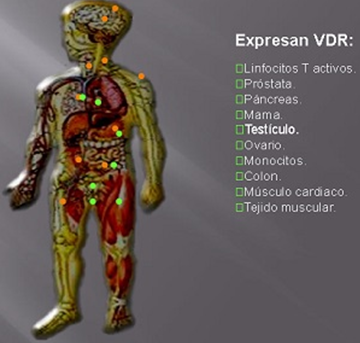 Expresan VDR:
Linfocitos T activos.
Próstata.
Páncreas.
Mama.
Testículo.
Ovario.
Monocitos.
Colon.
Músculo cardiaco.
Tejido muscular.